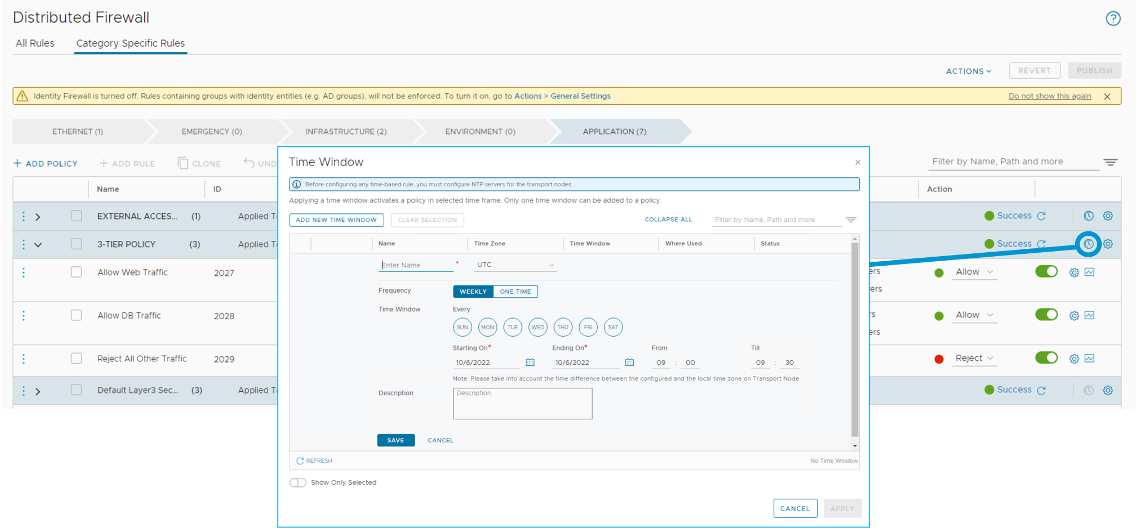 Distributed Firewall
All Rules Category Specific Rules
ACTIONS REVERT PUBLISH
Identity Firewall is turned off. Rules containing groups with identity entities (e.g. AD groups), will not be enforced. To turn it on, go to Actions > General Settings Do not show this again
ETHERNET (1) EMERGENCY (0) INFRASTRUCTURE (2) ENVIRONMENT (0) APPLICATION (7)
+ ADD POLICY + ADD RULE CLONE UND Filter by Name, Path and more
Name ID Action
EXTERNAL ACCES... (1) Applied To Success
3-TIER POLICY (3) Applied To Success
Allow Web Traffic 2027 Allow
Allow DB Traffic 2028 Allow
Reject All Other Traffic 2029 Reject
Default Layer3 Sec... (3) Applied To Success
Time Window
Before configuring any time-based rule, you must configure NTP servers for the transport nodes
Applying a time window activates a policy in selected time frame. Only one time window can be added to a policy.
ADD NEW TIME WINDOW CLEAR SELECTION COLLAPSE ALL Filter by Name, Path and more
Name Time Zone Time Window Where Used Status
Enter Name * UTC
Frequency WEEKLY ONE TIME
Time Window Every
SUN MON TUE WED THU FRI SAT
Starting On* Ending On* From Till
10/6/2022 10/6/2022 09 : 00 09 : 30
Note: Please take into account the time difference between the configured and the local time zone on Transport Node.
Description Description
SAVE CANCEL
REFRESH No Time Window
Show Only Selected
CANCEL APPLY